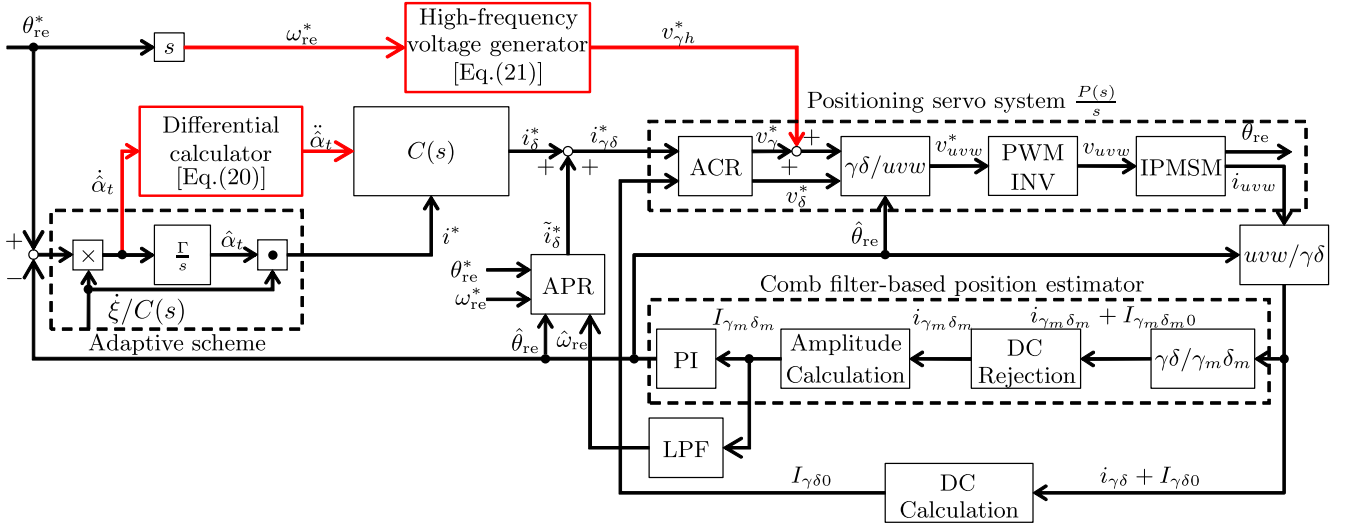 θ*re
s
ω*re
High-frequency
voltage generator
[Eq.(21)]
v*γh
Positioning servo system P(s)/s
Differential
calculator
[Eq.(20)]
α̈̂t
C(s)
i*δ
i*γδ
+
+
ACR
v*γ
+
+
v*δ
γδ/uvw
v*uvw
PWM
INV
vuvw
IPMSM
θre
iuvw
α̇̂t
+
−
×
Γ/s
α̂t
•
i*
ĩ*δ
θ̂re
uvw/γδ
ξ̇/C(s)
Adaptive scheme
θ*re
ω*re
APR
θ̂re
ω̂re
Comb filter-based position estimator
PI
Iγmδm
Amplitude
Calculation
iγmδm
DC
Rejection
iγmδm + Iγmδm0
γδ/γmδm
LPF
Iγδ0
DC
Calculation
iγδ + Iγδ0